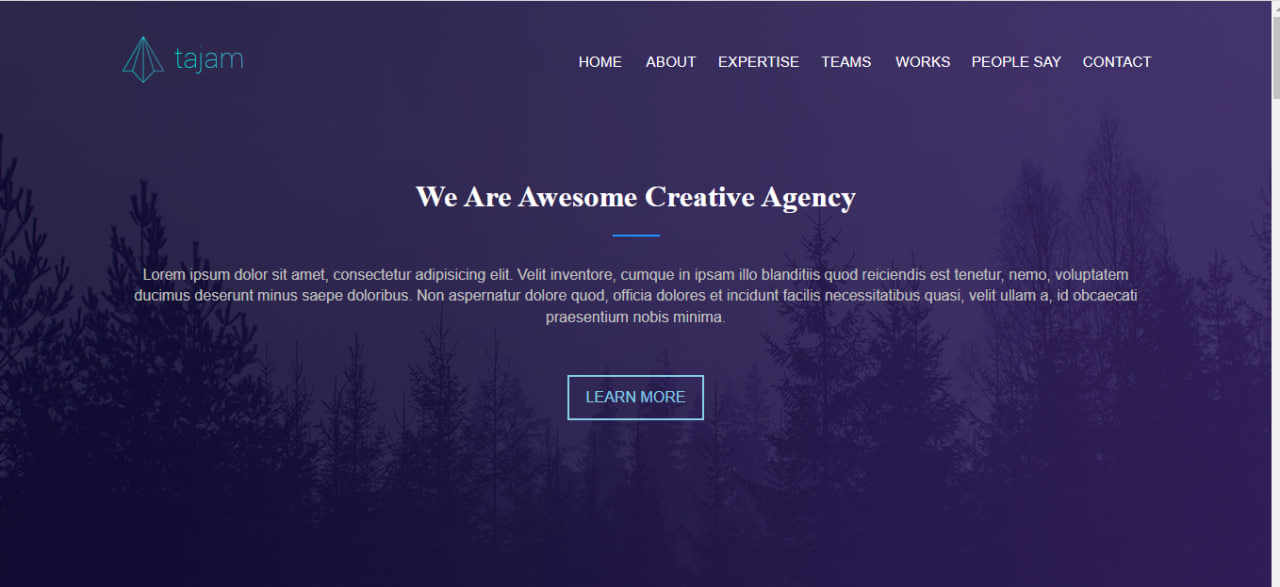 tajam
HOME ABOUT EXPERTISE TEAMS WORKS PEOPLE SAY CONTACT
We Are Awesome Creative Agency
Lorem ipsum dolor sit amet, consectetur adipisicing elit. Velit inventore, cumque in ipsam illo blanditiis quod reiciendis est tenetur, nemo, voluptatem
ducimus deserunt minus saepe doloribus. Non aspernatur dolore quod, officia dolores et incidunt facilis necessitatibus quasi, velit ullam a, id obcaecati
praesentium nobis minima.
LEARN MORE